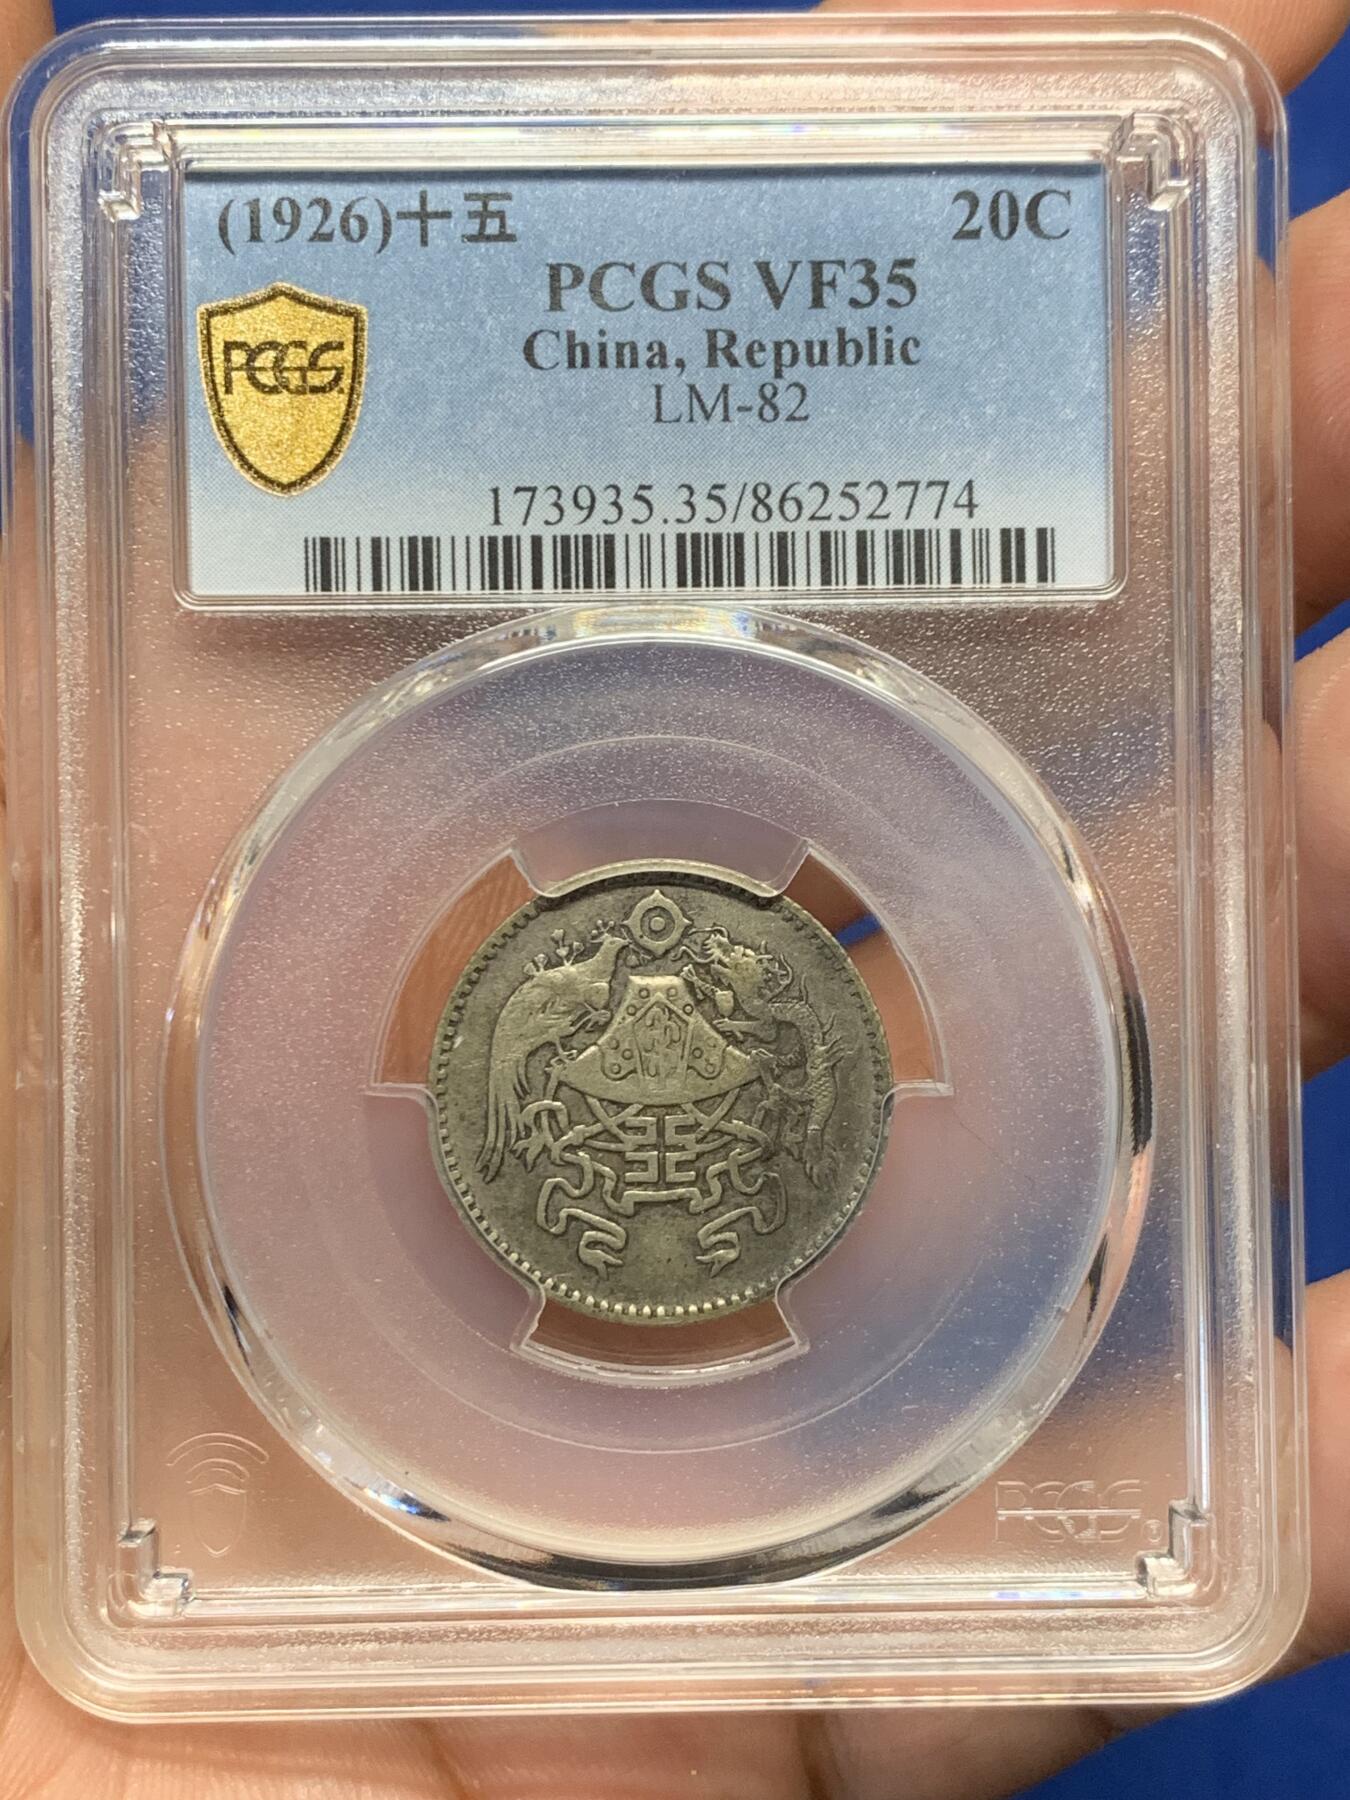 (1926)十五 20C
PCGS VF35
China, Republic
PCGS
LM-82
173935.35/86252774
PCGS